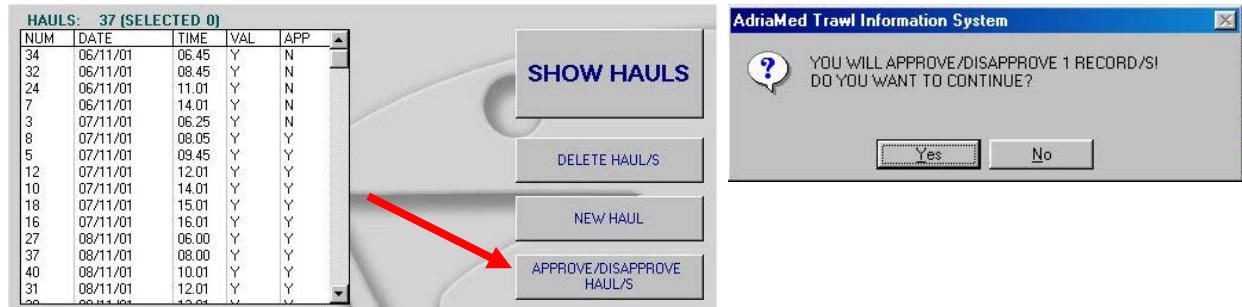 HAULS: 37 (SELECTED 0)
NUM DATE TIME VAL APP
34 06/11/01 06.45 Y N
32 06/11/01 08.45 Y N
24 06/11/01 11.01 Y N
7 06/11/01 14.01 Y N
3 07/11/01 06.25 Y N
8 07/11/01 08.05 Y Y
5 07/11/01 09.45 Y Y
12 07/11/01 12.01 Y Y
10 07/11/01 14.01 Y Y
18 07/11/01 15.01 Y Y
16 07/11/01 16.01 Y Y
27 08/11/01 06.00 Y Y
37 08/11/01 08.00 Y Y
40 08/11/01 10.01 Y Y
31 08/11/01 12.01 Y Y
SHOW HAULS
DELETE HAUL/S
NEW HAUL
APPROVE/DISAPPROVE
HAUL/S
AdriaMed Trawl Information System
YOU WILL APPROVE/DISAPPROVE 1 RECORD/S!
DO YOU WANT TO CONTINUE?
Yes No